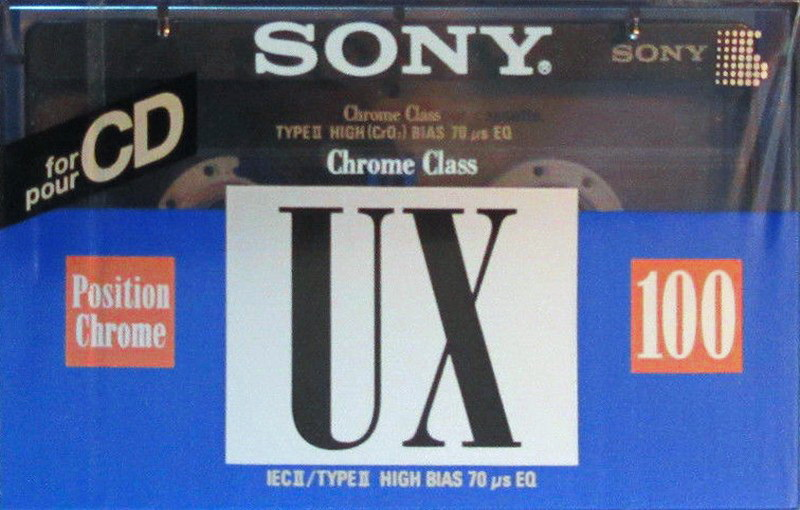 SONY®
SONY
for CD
pour
Chrome Class
TYPE II HIGH (CrO₂) BIAS 70 μs EQ
Chrome Class
UX
Position
Chrome
100
IEC II/TYPE II HIGH BIAS 70 μs EQ